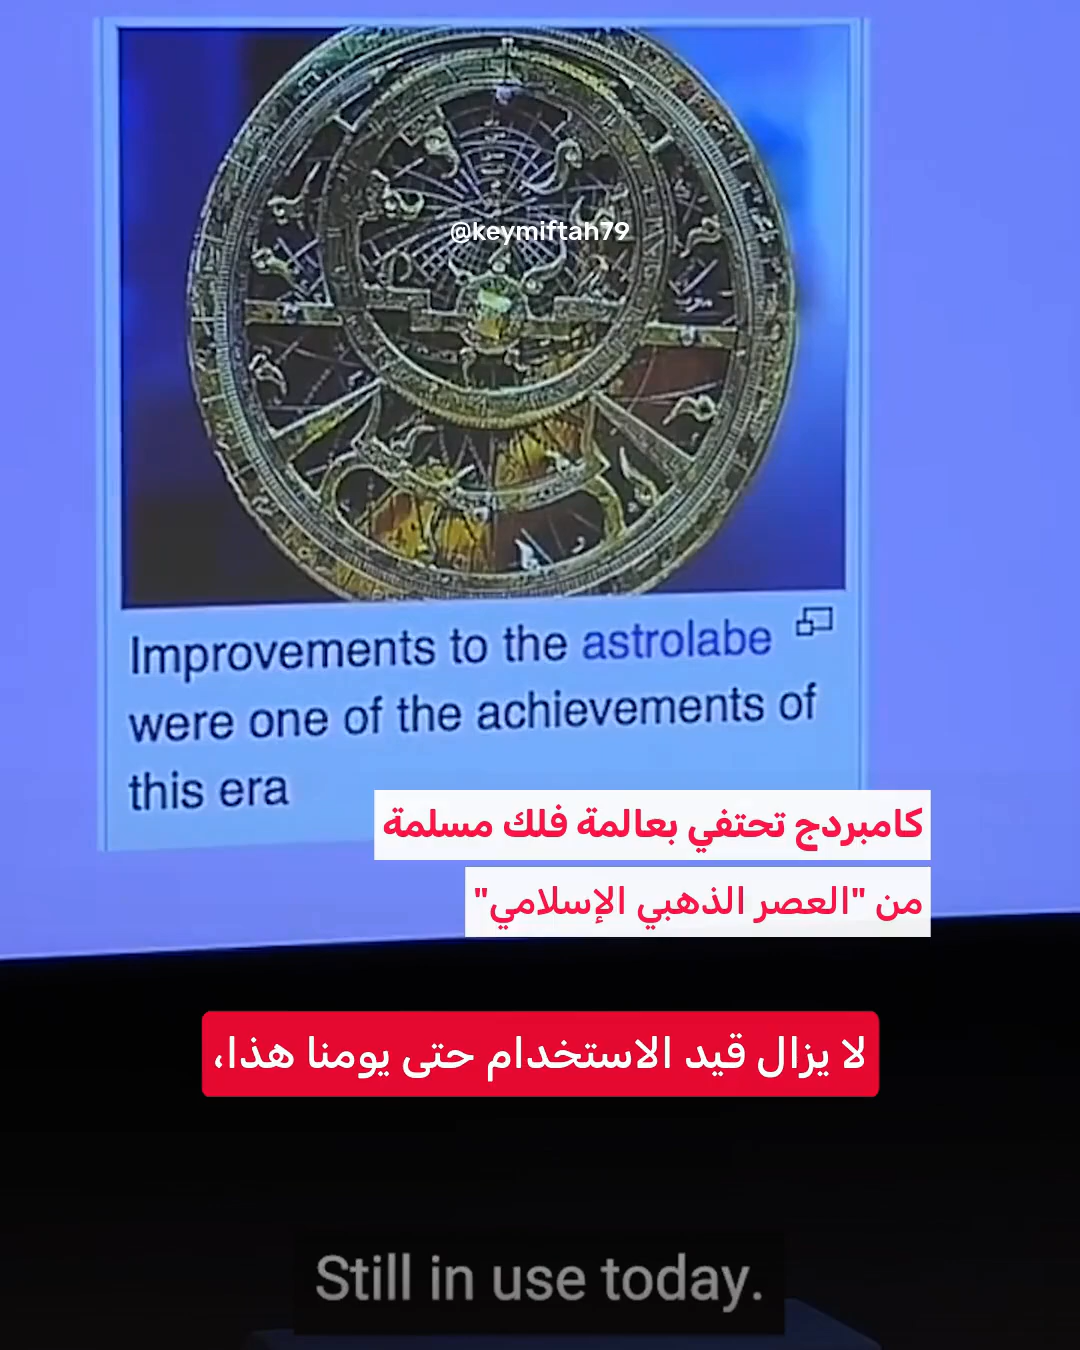 @keymiftah79
Improvements to the astrolabe
were one of the achievements of
this era
كامبردج تحتفي بعالمة فلك مسلمة
من "العصر الذهبي الإسلامي"
لا يزال قيد الاستخدام حتى يومنا هذا،
Still in use today.